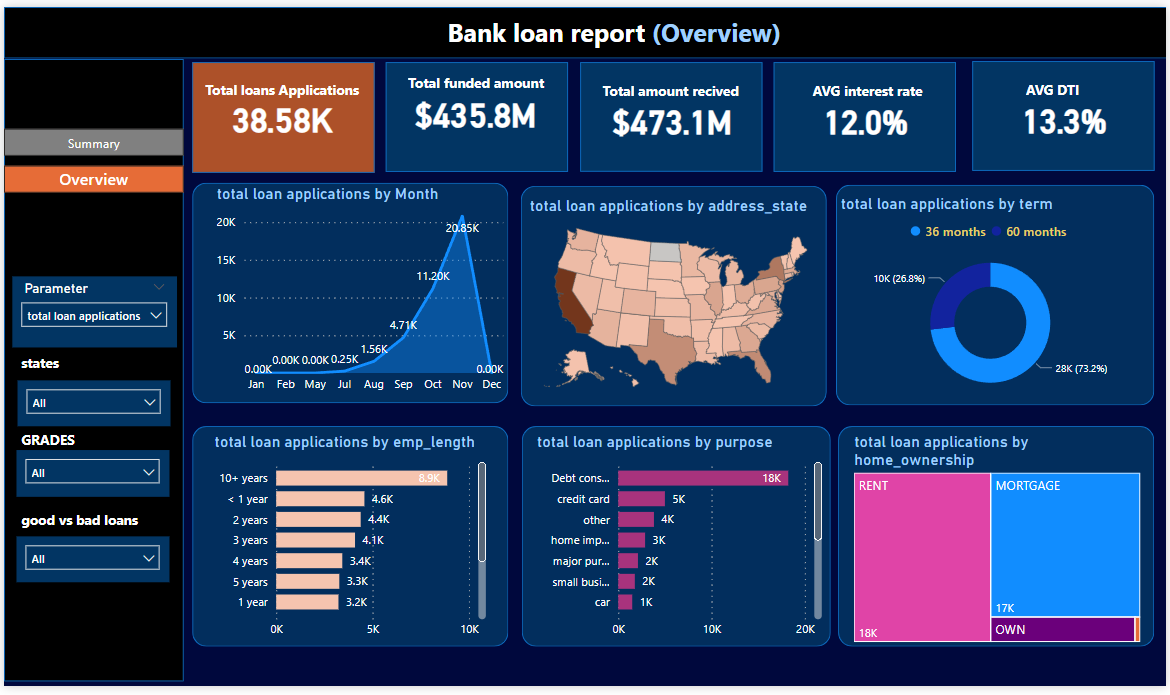 Bank loan report (Overview)
Summary
Overview
Parameter
total loan applications
states
All
GRADES
All
good vs bad loans
All
Total loans Applications
38.58K
Total funded amount
$435.8M
Total amount recived
$473.1M
AVG interest rate
12.0%
AVG DTI
13.3%
total loan applications by Month
20K
15K
10K
5K
0.00K
0.00K
0.00K
0.25K
1.56K
4.71K
11.20K
20.85K
0.00K
Jan Feb May Jul Aug Sep Oct Nov Dec
total loan applications by address_state
total loan applications by term
36 months 60 months
10K (26.8%)
28K (73.2%)
total loan applications by emp_length
10+ years 8.9K
< 1 year 4.6K
2 years 4.4K
3 years 4.1K
4 years 3.4K
5 years 3.3K
1 year 3.2K
0K 5K 10K
total loan applications by purpose
Debt cons... 18K
credit card 5K
other 4K
home imp... 3K
major pur... 2K
small busi... 2K
car 1K
0K 10K 20K
total loan applications by
home_ownership
RENT
18K
MORTGAGE
17K
OWN